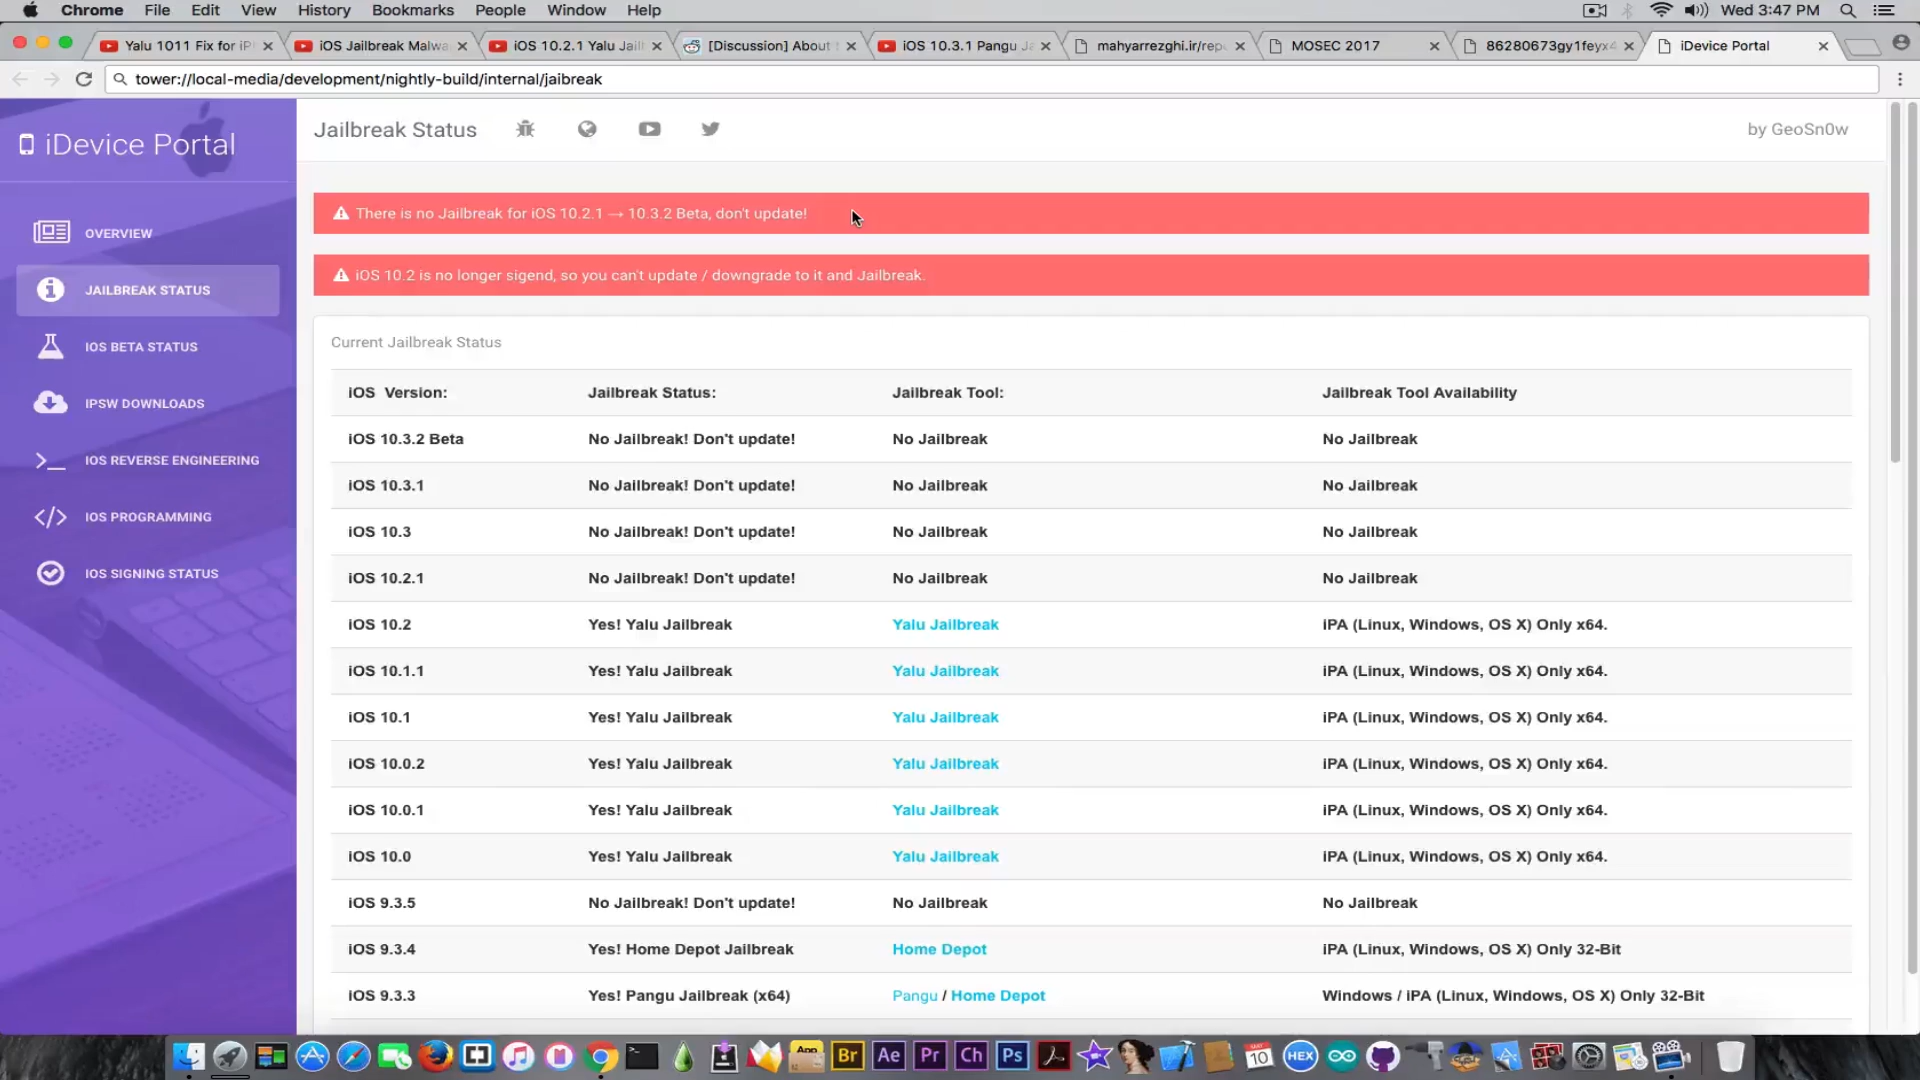 Chrome File Edit View History Bookmarks People Window Help Wed 3:47 PM
Yalu 1011 Fix for iP
iOS Jailbreak Malwa
iOS 10.2.1 Yalu Jail
[Discussion] About
iOS 10.3.1 Pangu Ja
mahyarrezghi.ir/repo
MOSEC 2017
86280673gy1feyx4
iDevice Portal
tower://local-media/development/nightly-build/internal/jaibreak
iDevice Portal
OVERVIEW
JAILBREAK STATUS
IOS BETA STATUS
IPSW DOWNLOADS
IOS REVERSE ENGINEERING
IOS PROGRAMMING
IOS SIGNING STATUS
Jailbreak Status by GeoSn0w
There is no Jailbreak for iOS 10.2.1 → 10.3.2 Beta, don't update!
iOS 10.2 is no longer sigend, so you can't update / downgrade to it and Jailbreak.
Current Jailbreak Status
iOS Version: Jailbreak Status: Jailbreak Tool: Jailbreak Tool Availability
iOS 10.3.2 Beta No Jailbreak! Don't update! No Jailbreak No Jailbreak
iOS 10.3.1 No Jailbreak! Don't update! No Jailbreak No Jailbreak
iOS 10.3 No Jailbreak! Don't update! No Jailbreak No Jailbreak
iOS 10.2.1 No Jailbreak! Don't update! No Jailbreak No Jailbreak
iOS 10.2 Yes! Yalu Jailbreak Yalu Jailbreak iPA (Linux, Windows, OS X) Only x64.
iOS 10.1.1 Yes! Yalu Jailbreak Yalu Jailbreak iPA (Linux, Windows, OS X) Only x64.
iOS 10.1 Yes! Yalu Jailbreak Yalu Jailbreak iPA (Linux, Windows, OS X) Only x64.
iOS 10.0.2 Yes! Yalu Jailbreak Yalu Jailbreak iPA (Linux, Windows, OS X) Only x64.
iOS 10.0.1 Yes! Yalu Jailbreak Yalu Jailbreak iPA (Linux, Windows, OS X) Only x64.
iOS 10.0 Yes! Yalu Jailbreak Yalu Jailbreak iPA (Linux, Windows, OS X) Only x64.
iOS 9.3.5 No Jailbreak! Don't update! No Jailbreak No Jailbreak
iOS 9.3.4 Yes! Home Depot Jailbreak Home Depot iPA (Linux, Windows, OS X) Only 32-Bit
iOS 9.3.3 Yes! Pangu Jailbreak (x64) Pangu / Home Depot Windows / iPA (Linux, Windows, OS X) Only 32-Bit
App Br Ae Pr Ch Ps 10 HEX